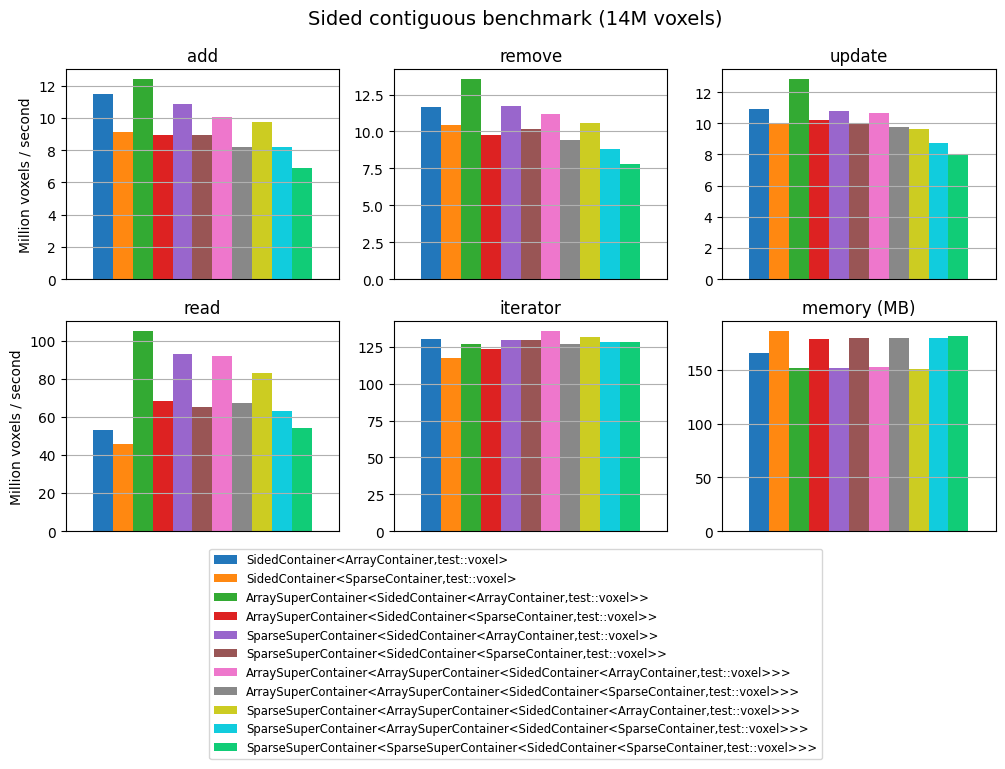 Sided contiguous benchmark (14M voxels)
add
remove
update
Million voxels / second
12
10
8
6
4
2
0
12.5
10.0
7.5
5.0
2.5
0.0
12
10
8
6
4
2
0
read
iterator
memory (MB)
Million voxels / second
100
80
60
40
20
0
125
100
75
50
25
0
150
100
50
0
SidedContainer<ArrayContainer,test::voxel>
SidedContainer<SparseContainer,test::voxel>
ArraySuperContainer<SidedContainer<ArrayContainer,test::voxel>>
ArraySuperContainer<SidedContainer<SparseContainer,test::voxel>>
SparseSuperContainer<SidedContainer<ArrayContainer,test::voxel>>
SparseSuperContainer<SidedContainer<SparseContainer,test::voxel>>
ArraySuperContainer<ArraySuperContainer<SidedContainer<ArrayContainer,test::voxel>>>
ArraySuperContainer<ArraySuperContainer<SidedContainer<SparseContainer,test::voxel>>>
SparseSuperContainer<ArraySuperContainer<SidedContainer<ArrayContainer,test::voxel>>>
SparseSuperContainer<ArraySuperContainer<SidedContainer<SparseContainer,test::voxel>>>
SparseSuperContainer<SparseSuperContainer<SidedContainer<SparseContainer,test::voxel>>>